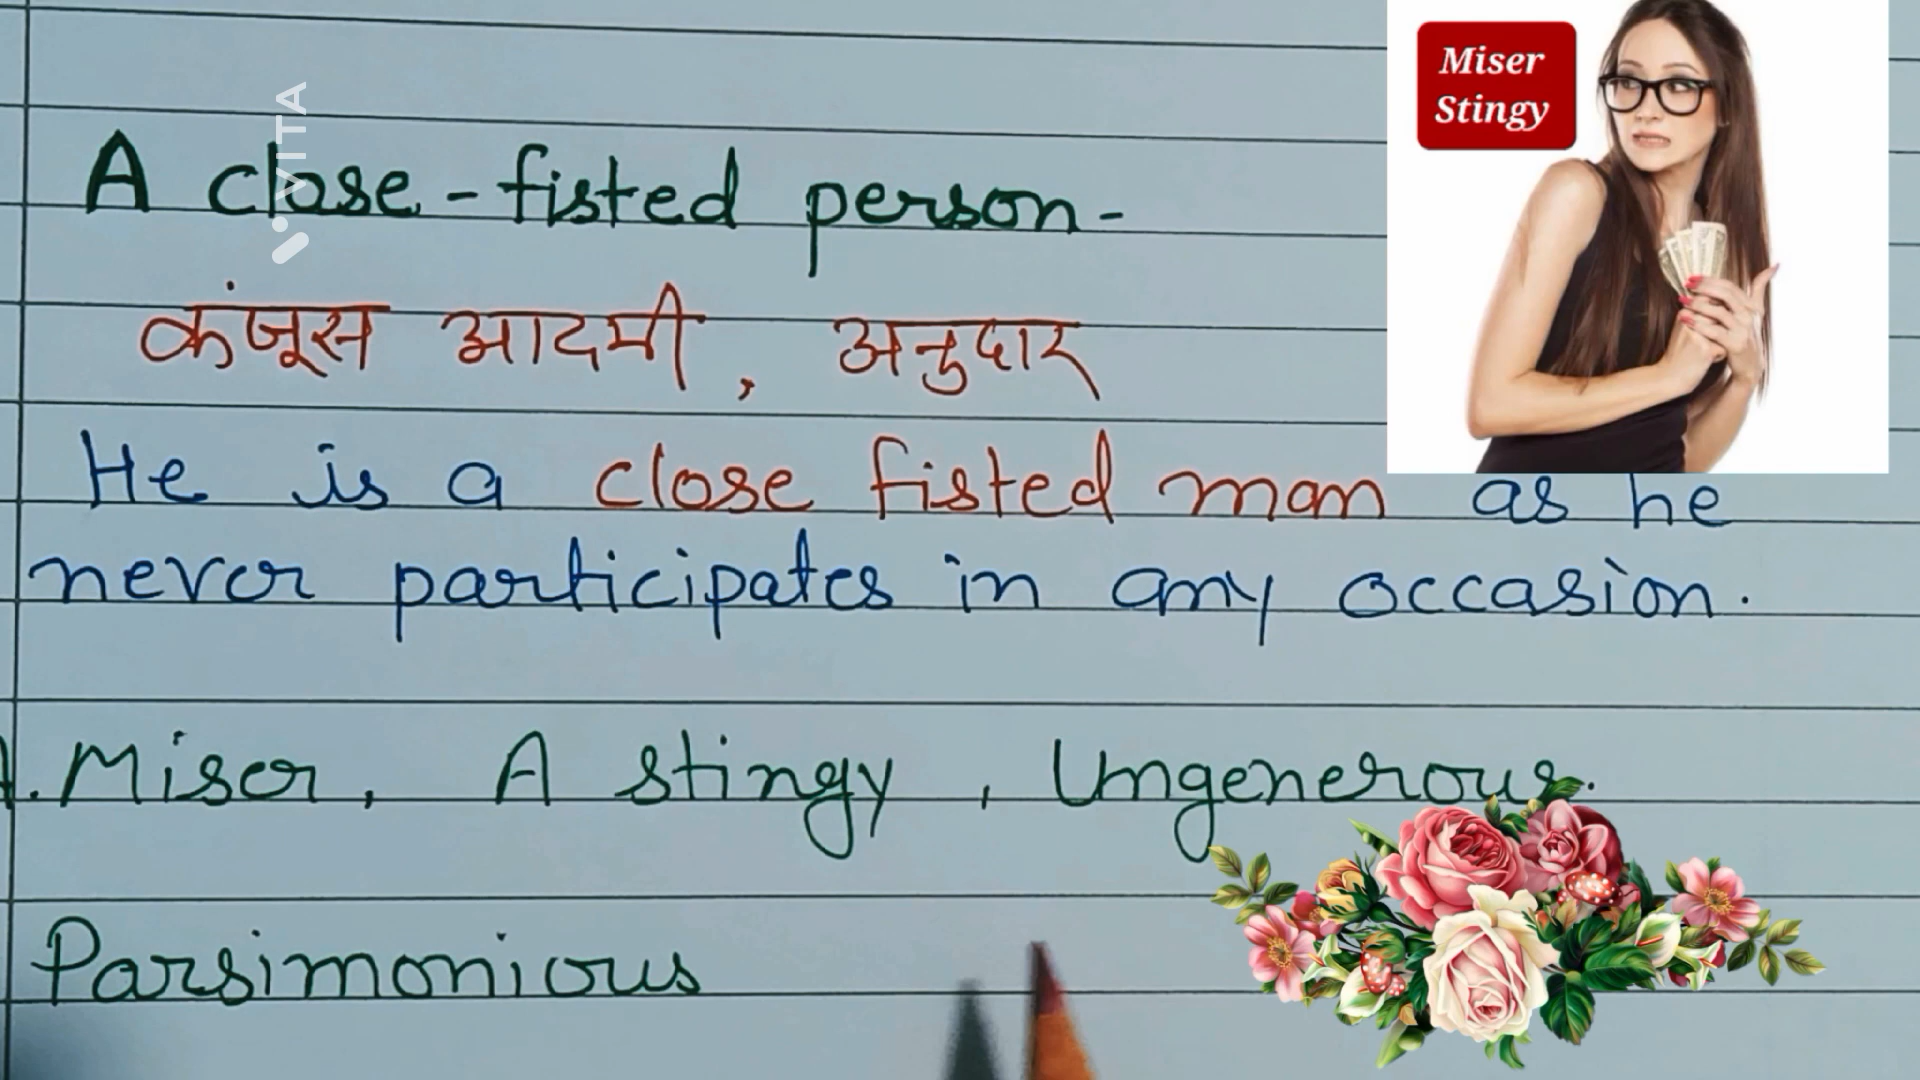 A close-fisted person-
कंजूस आदमी, अनुदार
He is a close fisted man as he
never participates in any occasion.
A. Miser, A stingy, Ungenerous.
Parsimonious
Miser
Stingy
VITA